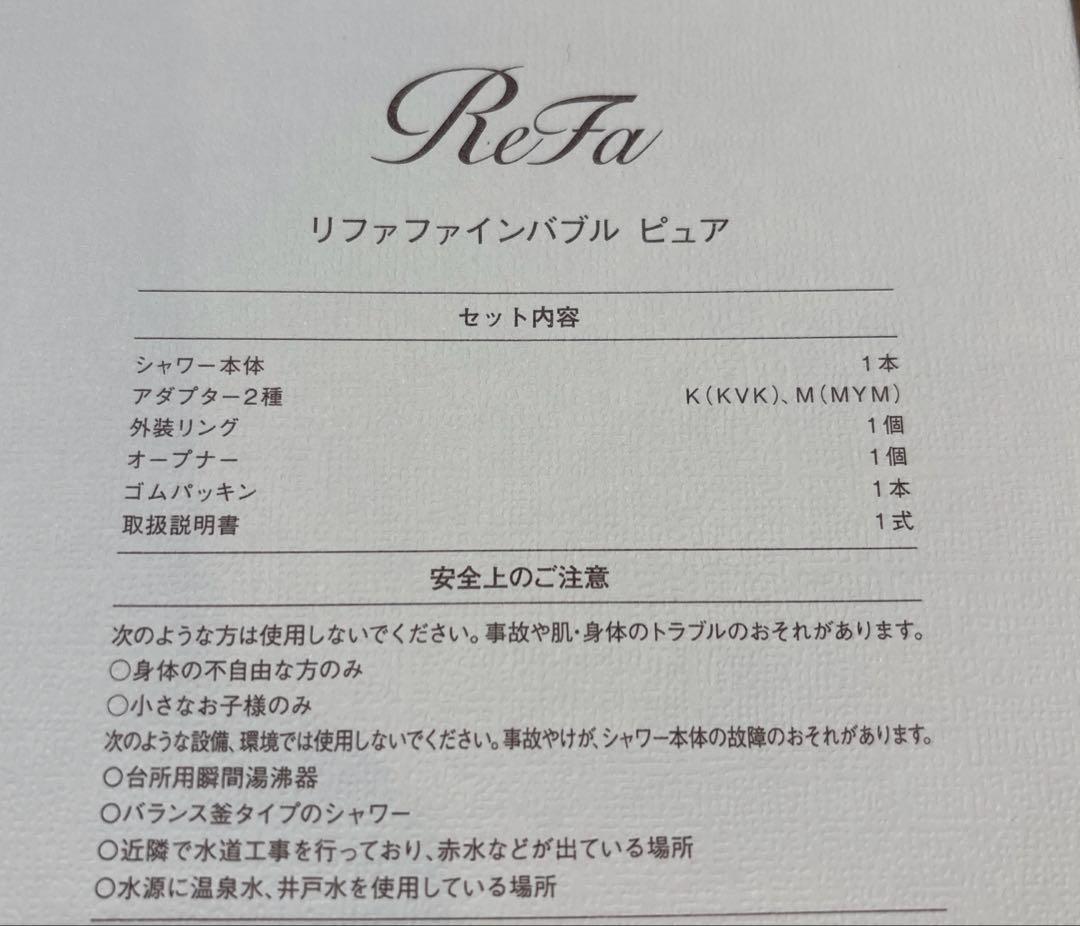 ReFa
リファファインバブル ピュア
セット内容
シャワー本体 1本
アダプター2種 K(KVK)、M(MYM)
外装リング 1個
オープナー 1個
ゴムパッキン 1本
取扱説明書 1式
安全上のご注意
次のような方は使用しないでください。事故や肌・身体のトラブルのおそれがあります。
○身体の不自由な方のみ
○小さなお子様のみ
次のような設備、環境では使用しないでください。事故やけが、シャワー本体の故障のおそれがあります。
○台所用瞬間湯沸器
○バランス釜タイプのシャワー
○近隣で水道工事を行っており、赤水などが出ている場所
○水源に温泉水、井戸水を使用している場所